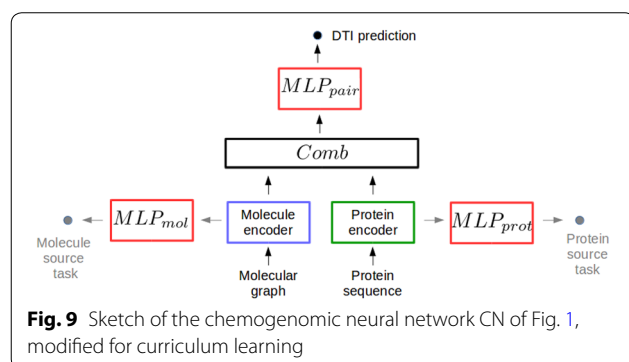 DTI prediction
MLP_pair
Comb
MLP_mol
Molecule encoder
Protein encoder
MLP_prot
Molecule source task
Protein source task
Molecular graph
Protein sequence
Fig. 9 Sketch of the chemogenomic neural network CN of Fig. 1,
modified for curriculum learning